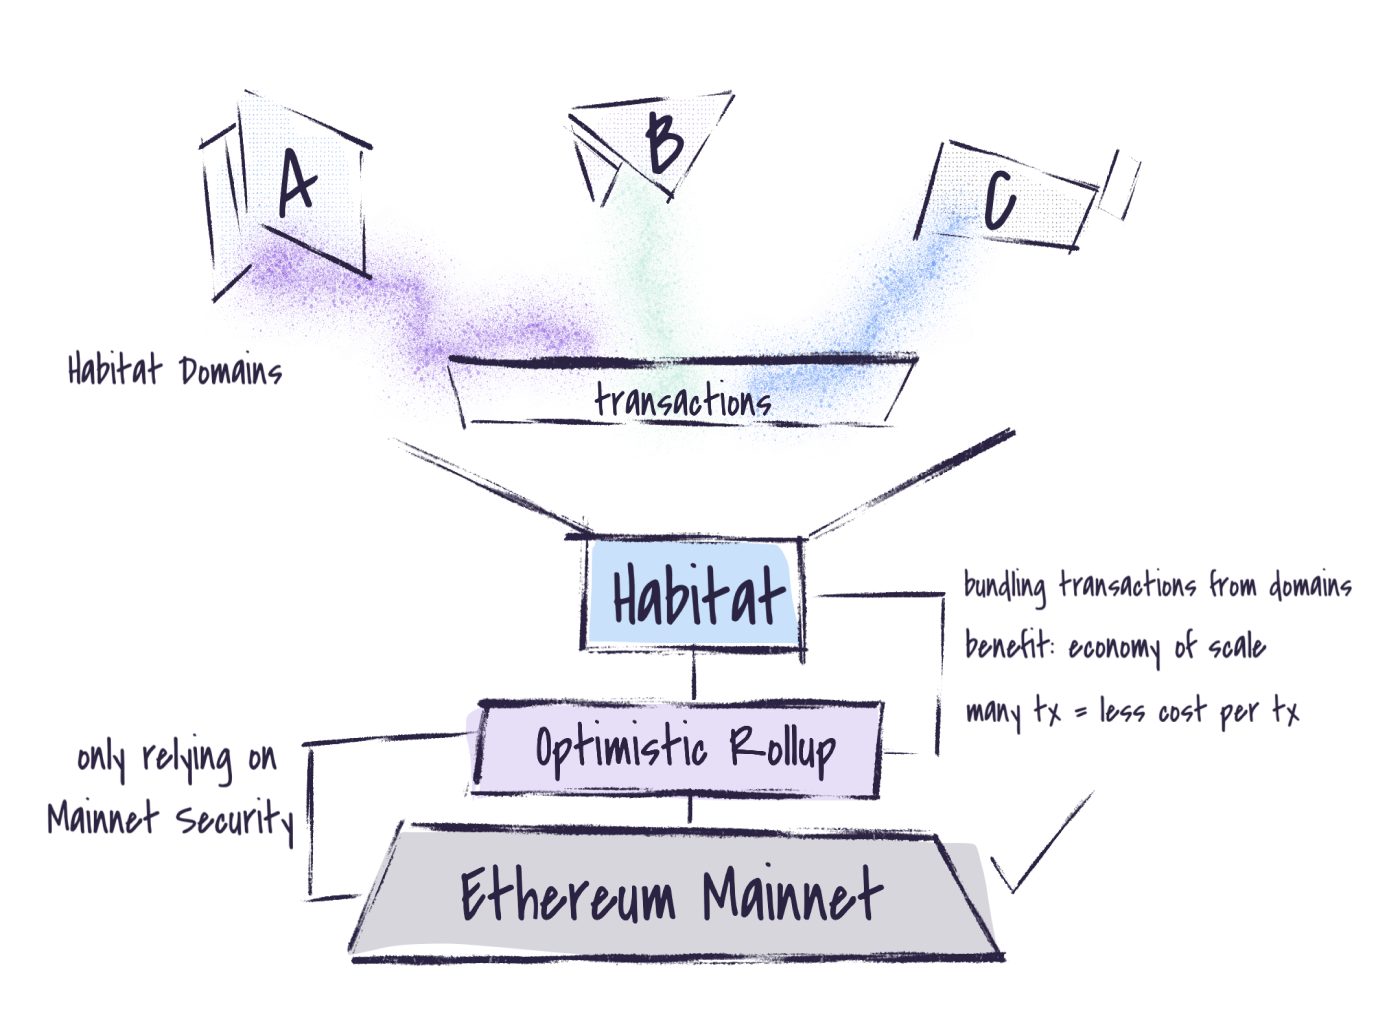 A
B
C
Habitat Domains
transactions
Habitat
bundling transactions from domains
benefit: economy of scale
many tx = less cost per tx
Optimistic Rollup
only relying on
Mainnet Security
Ethereum Mainnet